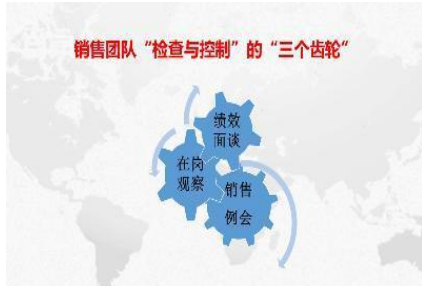 销售团队“检查与控制”的“三个齿轮”
绩效
面谈
在岗
观察
销售
例会